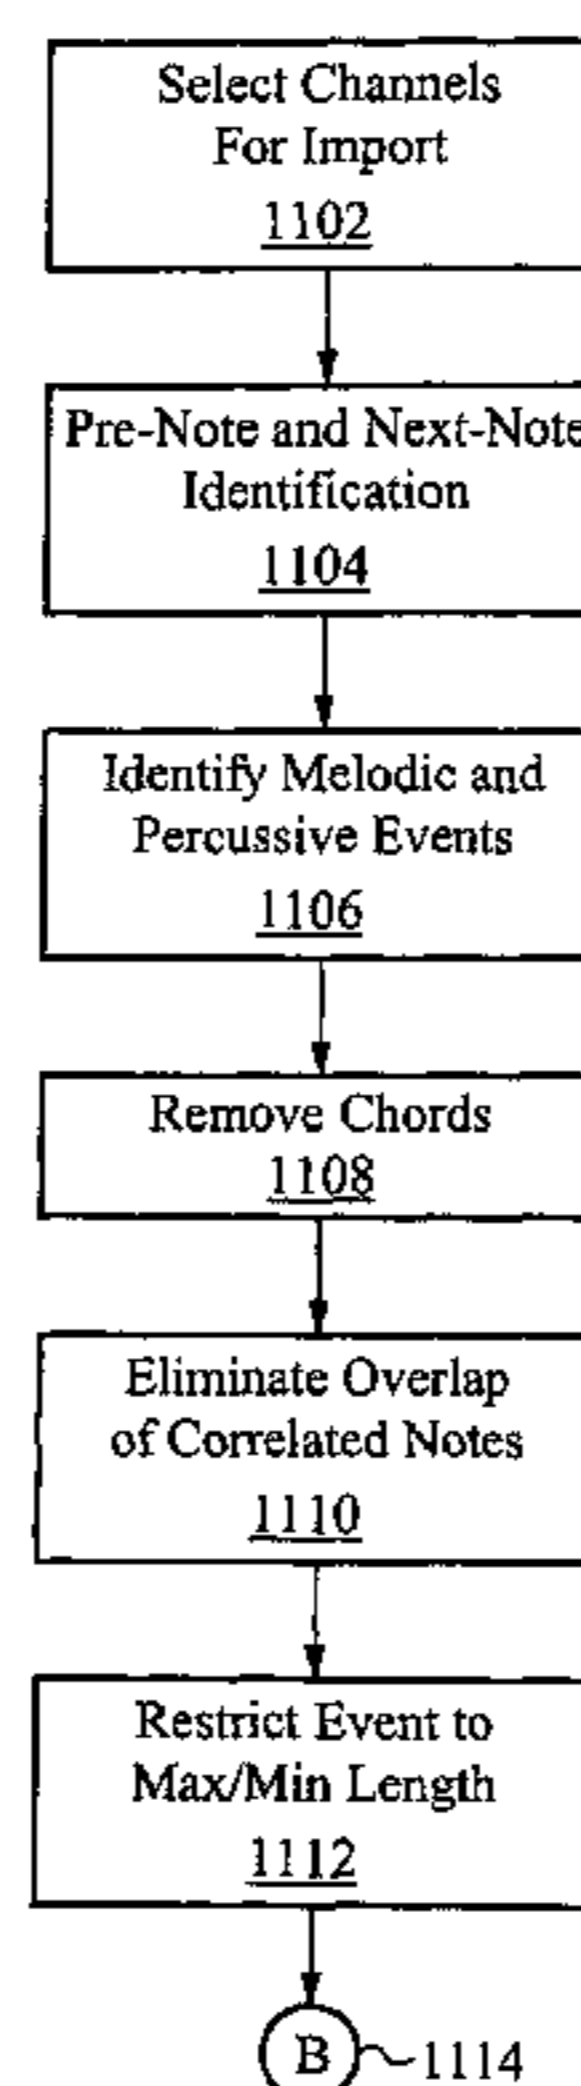 Select Channels
For Import
1102
Pre-Note and Next-Note
Identification
1104
Identify Melodic and
Percussive Events
1106
Remove Chords
1108
Eliminate Overlap
of Correlated Notes
1110
Restrict Event to
Max/Min Length
1112
B 1114